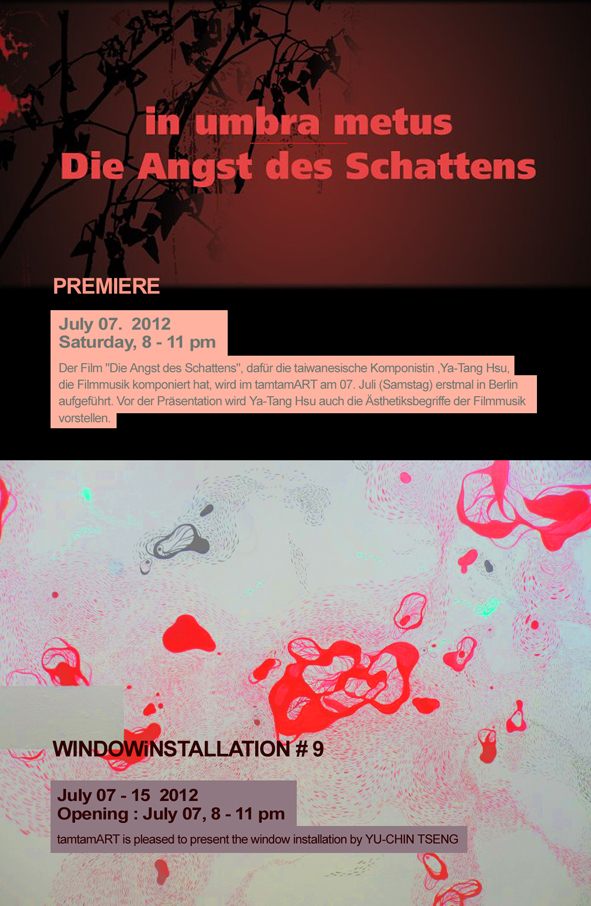 in umbra metus
Die Angst des Schattens
PREMIERE
July 07.  2012
Saturday, 8 - 11 pm
Der Film "Die Angst des Schattens", dafür die taiwanesische Komponistin ,Ya-Tang Hsu,
die Filmmusik komponiert hat, wird im tamtamART am 07. Juli (Samstag) erstmal in Berlin
aufgeführt. Vor der Präsentation wird Ya-Tang Hsu auch die Ästhetiksbegriffe der Filmmusik
vorstellen.
WINDOWiNSTALLATION # 9
July 07 - 15  2012
Opening : July 07, 8 - 11 pm
tamtamART is pleased to present the window installation by YU-CHIN TSENG